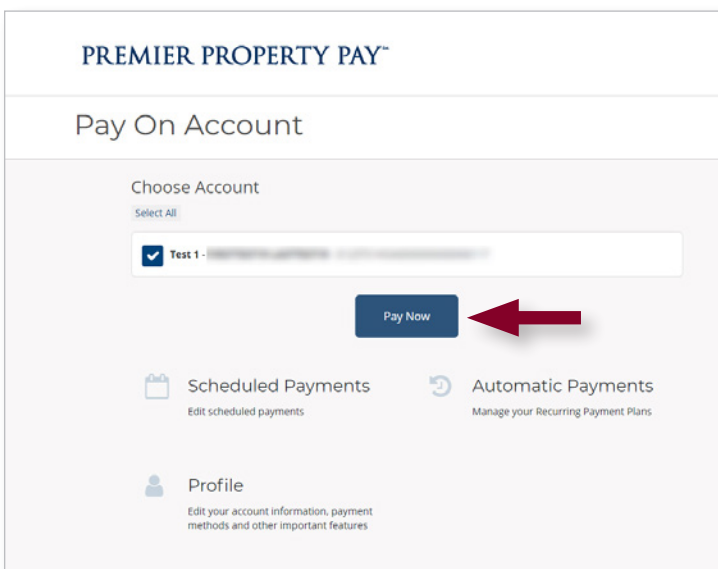 PREMIER PROPERTY PAY™
Pay On Account
Choose Account
Select All
Test 1 -
Pay Now
Scheduled Payments
Edit scheduled payments
Automatic Payments
Manage your Recurring Payment Plans
Profile
Edit your account information, payment
methods and other important features